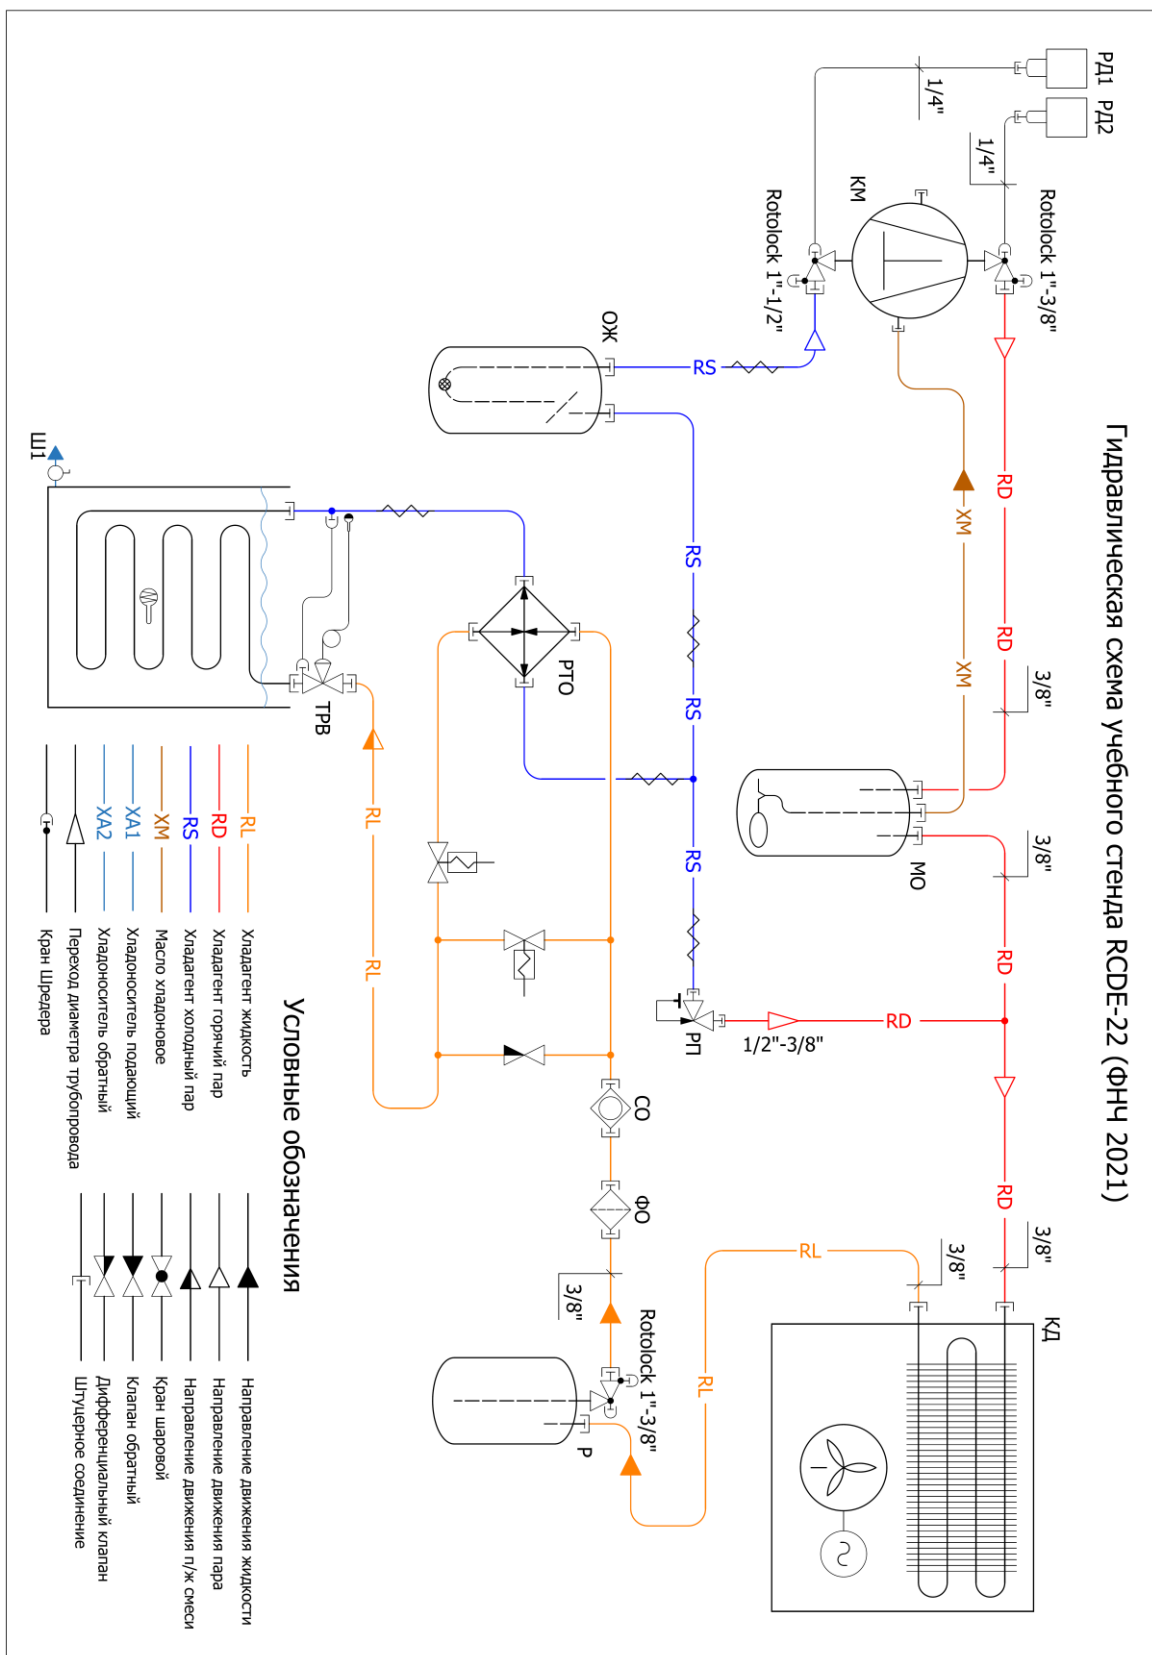 Гидравлическая схема учебного стенда RCDE-22 (ФНЧ 2021)
РД1
РД2
1/4"
1/4"
КМ
Rotolock 1"-3/8"
Rotolock 1"-1/2"
RD
RD
3/8"
3/8"
RD
RD
3/8"
КД
3/8"
XM
XM
МО
ОЖ
RS
RS
RS
RS
РП
1/2"-3/8"
RD
RL
RL
Rotolock 1"-3/8"
Р
3/8"
ФО
СО
РТО
ТРВ
RL
RL
Ш1
Условные обозначения
RL Хладагент жидкость
RD Хладагент горячий пар
RS Хладагент холодный пар
XM Масло хладоновое
XA1 Хладоноситель подающий
XA2 Хладоноситель обратный
Переход диаметра трубопровода
Кран Шредера
Направление движения жидкости
Направление движения пара
Направление движения п/ж смеси
Кран шаровой
Клапан обратный
Дифференциальный клапан
Штуцерное соединение